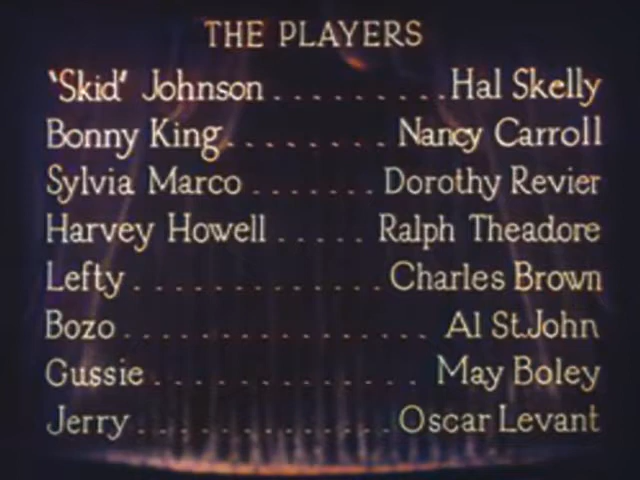 THE PLAYERS
'Skid' Johnson . . . . . . . . . . Hal Skelly
Bonny King . . . . . . . . Nancy Carroll
Sylvia Marco . . . . . . . Dorothy Revier
Harvey Howell . . . . . Ralph Theadore
Lefty . . . . . . . . . . . . . Charles Brown
Bozo . . . . . . . . . . . . . . . . Al St.John
Gussie . . . . . . . . . . . . . . May Boley
Jerry . . . . . . . . . . . . . Oscar Levant